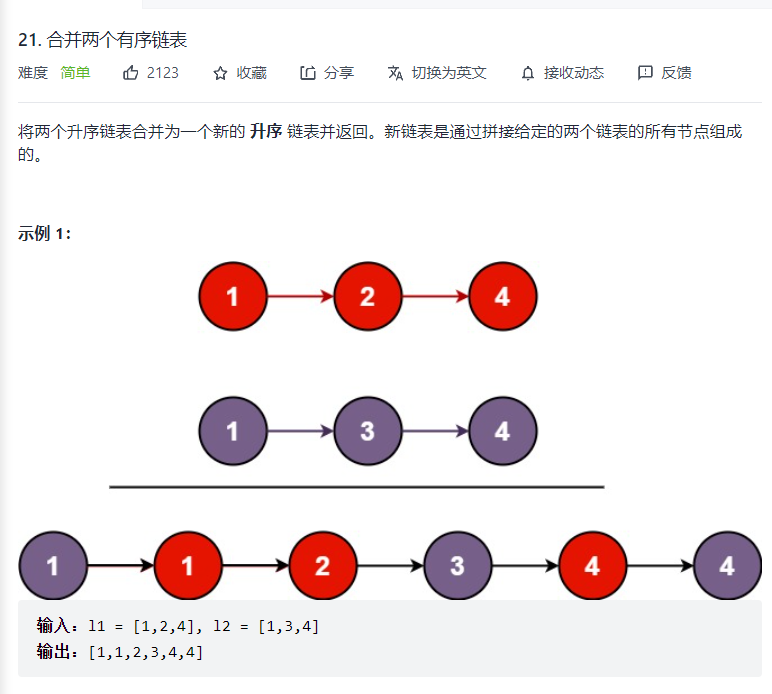 21. 合并两个有序链表
难度 简单 2123 收藏 分享 切换为英文 接收动态 反馈
将两个升序链表合并为一个新的 升序 链表并返回。新链表是通过拼接给定的两个链表的所有节点组成
的。
示例 1：
1 2 4
1 3 4
1 1 2 3 4 4
输入：l1 = [1,2,4], l2 = [1,3,4]
输出：[1,1,2,3,4,4]